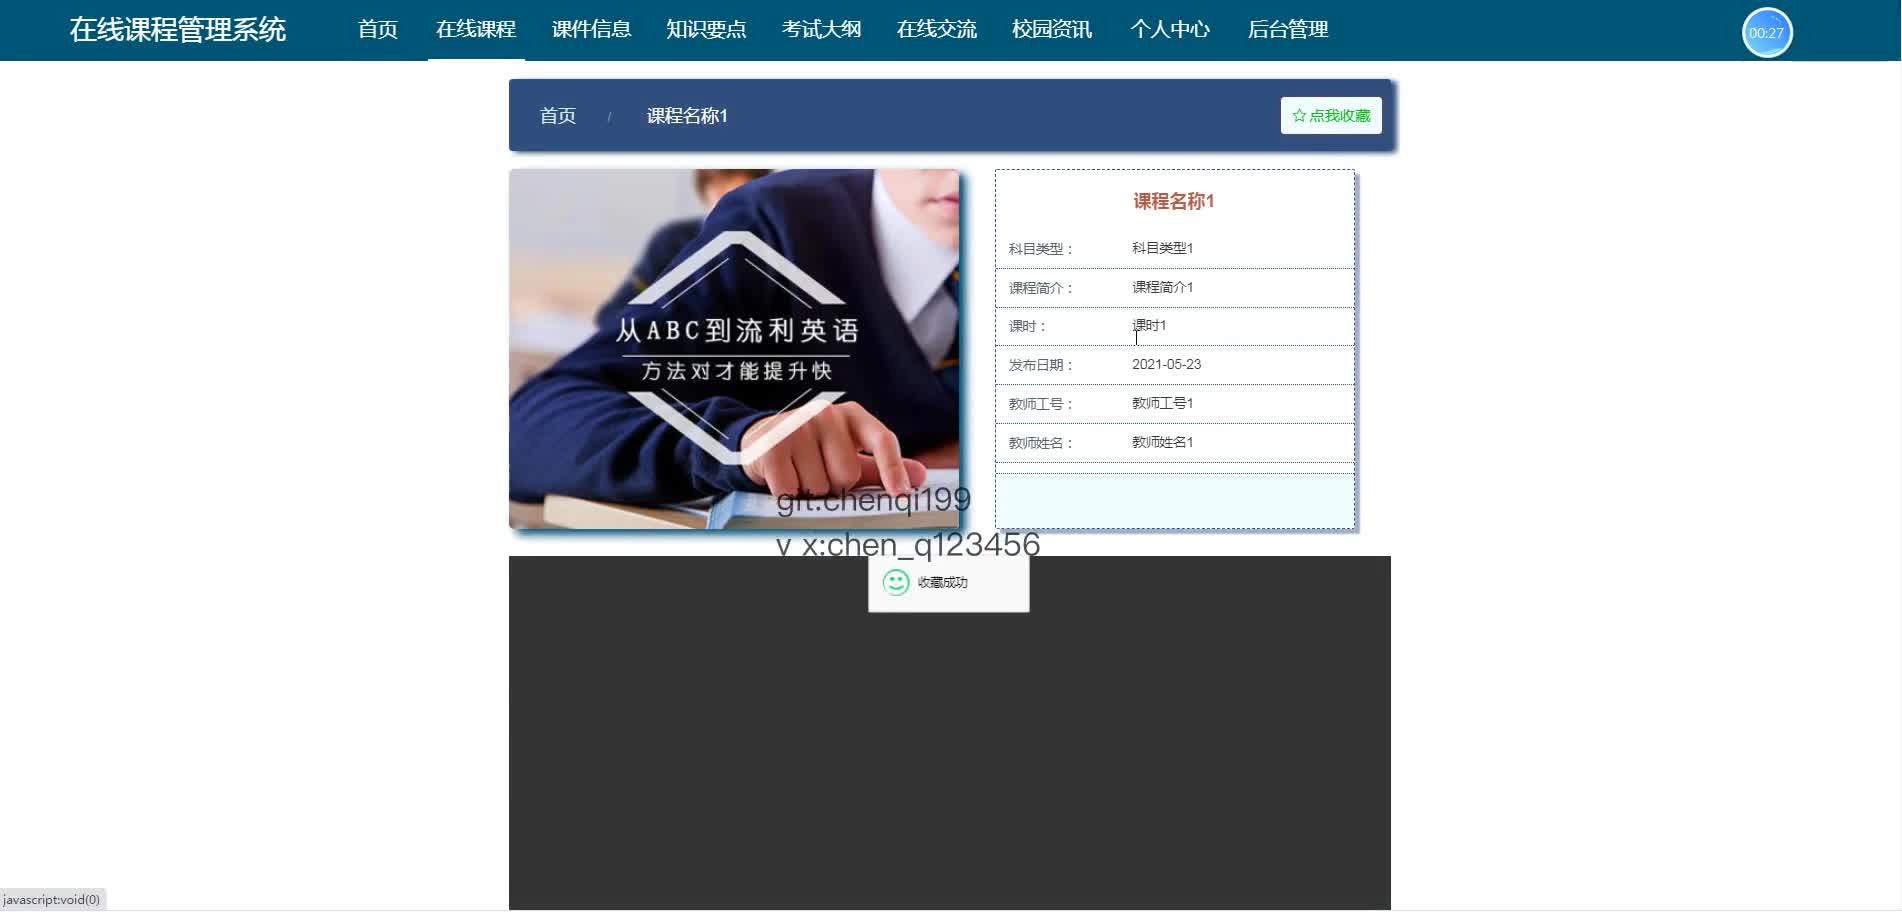 在线课程管理系统 首页 在线课程 课件信息 知识要点 考试大纲 在线交流 校园资讯 个人中心 后台管理 00:27
首页 / 课程名称1 ☆点我收藏
从ABC到流利英语
方法对才能提升快
课程名称1
科目类型： 科目类型1
课程简介： 课程简介1
课时： 课时1
发布日期： 2021-05-23
教师工号： 教师工号1
教师姓名： 教师姓名1
git:chenqi199
v x:chen_q123456
收藏成功
javascript:void(0)